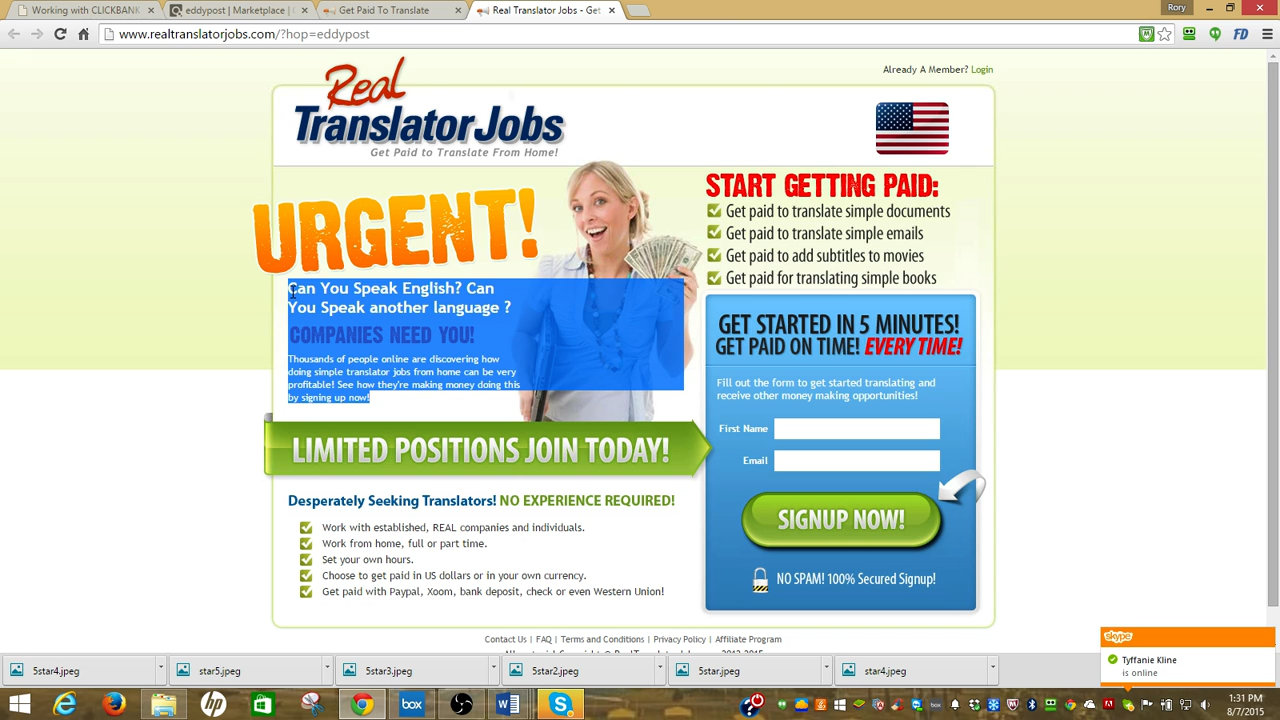 Working with CLICKBANK
eddypost | Marketplace | C
Get Paid To Translate
Real Translator Jobs - Get
Rory
www.realtranslatorjobs.com/?hop=eddypost
FD
Already A Member? Login
Real
Translator Jobs
Get Paid to Translate From Home!
URGENT!
Can You Speak English? Can
You Speak another language ?
COMPANIES NEED YOU!
Thousands of people online are discovering how
doing simple translator jobs from home can be very
profitable! See how they're making money doing this
by signing up now!
LIMITED POSITIONS JOIN TODAY!
Desperately Seeking Translators! NO EXPERIENCE REQUIRED!
Work with established, REAL companies and individuals.
Work from home, full or part time.
Set your own hours.
Choose to get paid in US dollars or in your own currency.
Get paid with Paypal, Xoom, bank deposit, check or even Western Union!
START GETTING PAID:
Get paid to translate simple documents
Get paid to translate simple emails
Get paid to add subtitles to movies
Get paid for translating simple books
GET STARTED IN 5 MINUTES!
GET PAID ON TIME! EVERY TIME!
Fill out the form to get started translating and
receive other money making opportunities!
First Name
Email
SIGNUP NOW!
NO SPAM! 100% Secured Signup!
Contact Us | FAQ | Terms and Conditions | Privacy Policy | Affiliate Program
skype
Tyffanie Kline
is online
5star4.jpeg
star5.jpeg
5star3.jpeg
5star2.jpeg
5star.jpeg
star4.jpeg
hp
box
1:31 PM
8/7/2015